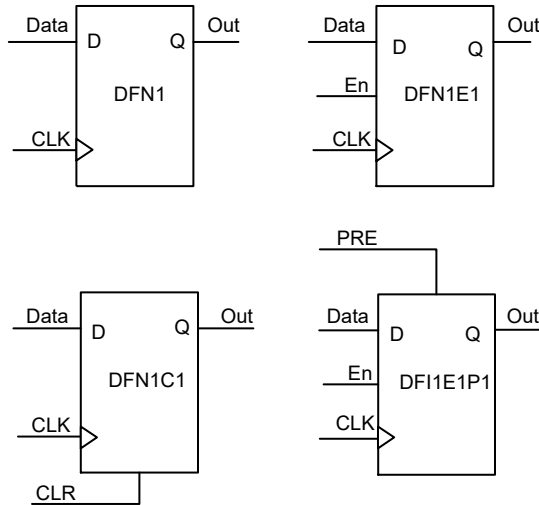 Data D Q Out
DFN1
CLK
Data D Q Out
En DFN1E1
CLK
Data D Q Out
DFN1C1
CLK
CLR
PRE
Data D Q Out
En DFI1E1P1
CLK